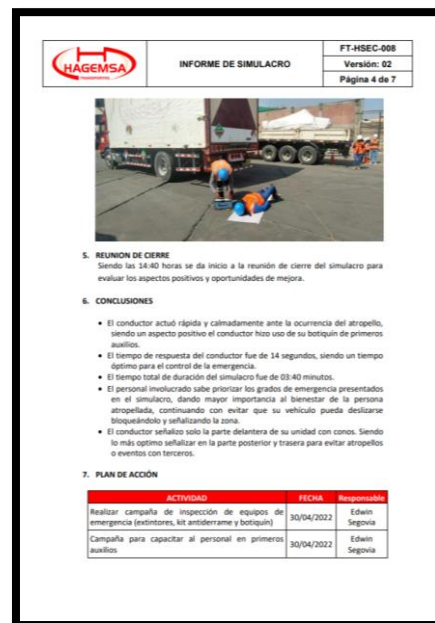 HAGEMSA
TRANSPORTES
INFORME DE SIMULACRO
FT-HSEC-008
Versión: 02
Página 4 de 7
5. REUNION DE CIERRE
Siendo las 14:40 horas se da inicio a la reunión de cierre del simulacro para
evaluar los aspectos positivos y oportunidades de mejora.
6. CONCLUSIONES
• El conductor actuó rápida y calmadamente ante la ocurrencia del atropello,
siendo un aspecto positivo el conductor hizo uso de su botiquín de primeros
auxilios.
• El tiempo de respuesta del conductor fue de 14 segundos, siendo un tiempo
óptimo para el control de la emergencia.
• El tiempo total de duración del simulacro fue de 03:40 minutos.
• El personal involucrado sabe priorizar los grados de emergencia presentados
en el simulacro, dando mayor importancia al bienestar de la persona
atropellada, continuando con evitar que su vehículo pueda deslizarse
bloqueándolo y señalizando la zona.
• El conductor señalizo solo la parte delantera de su unidad con conos. Siendo
lo más optimo señalizar en la parte posterior y trasera para evitar atropellos
o eventos con terceros.
7. PLAN DE ACCIÓN
ACTIVIDAD FECHA Responsable
Realizar campaña de inspección de equipos de
emergencia (extintores, kit antiderrame y botiquín)
30/04/2022
Edwin
Segovia
Campaña para capacitar al personal en primeros
auxilios
30/04/2022
Edwin
Segovia